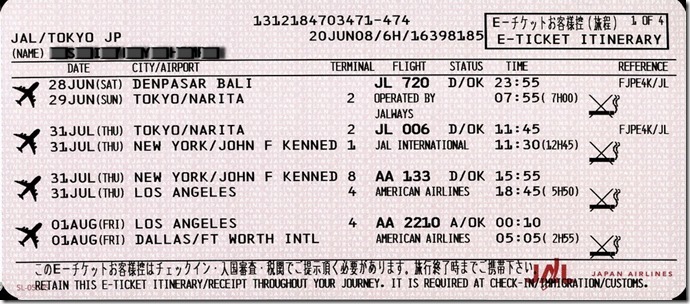 1312184703471-474
Eーチケットお客様控(旅程) 1 OF 4
JAL/TOKYO JP 20JUN08/6H/16398185 E-TICKET ITINERARY
(NAME)
DATE CITY/AIRPORT TERMINAL FLIGHT STATUS TIME REFERENCE
28JUN(SAT) DENPASAR BALI JL 720 D/OK 23:55 FJPE4K/JL
29JUN(SUN) TOKYO/NARITA 2 OPERATED BY 07:55( 7H00)
JALWAYS
31JUL(THU) TOKYO/NARITA 2 JL 006 D/OK 11:45 FJPE4K/JL
31JUL(THU) NEW YORK/JOHN F KENNED 1 JAL INTERNATIONAL 11:30(12H45)
31JUL(THU) NEW YORK/JOHN F KENNED 8 AA 133 D/OK 15:55
31JUL(THU) LOS ANGELES 4 AMERICAN AIRLINES 18:45( 5H50)
01AUG(FRI) LOS ANGELES 4 AA 2210 A/OK 00:10
01AUG(FRI) DALLAS/FT WORTH INTL AMERICAN AIRLINES 05:05( 2H55)
このEーチケットお客様控はチェックイン・入国審査・税関でご提示頂く必要があります。旅行終了時までご携帯下さい
JAL JAPAN AIRLINES
RETAIN THIS E-TICKET ITINERARY/RECEIPT THROUGHOUT YOUR JOURNEY. IT IS REQUIRED AT CHECK-IN/IMMIGRATION/CUSTOMS.